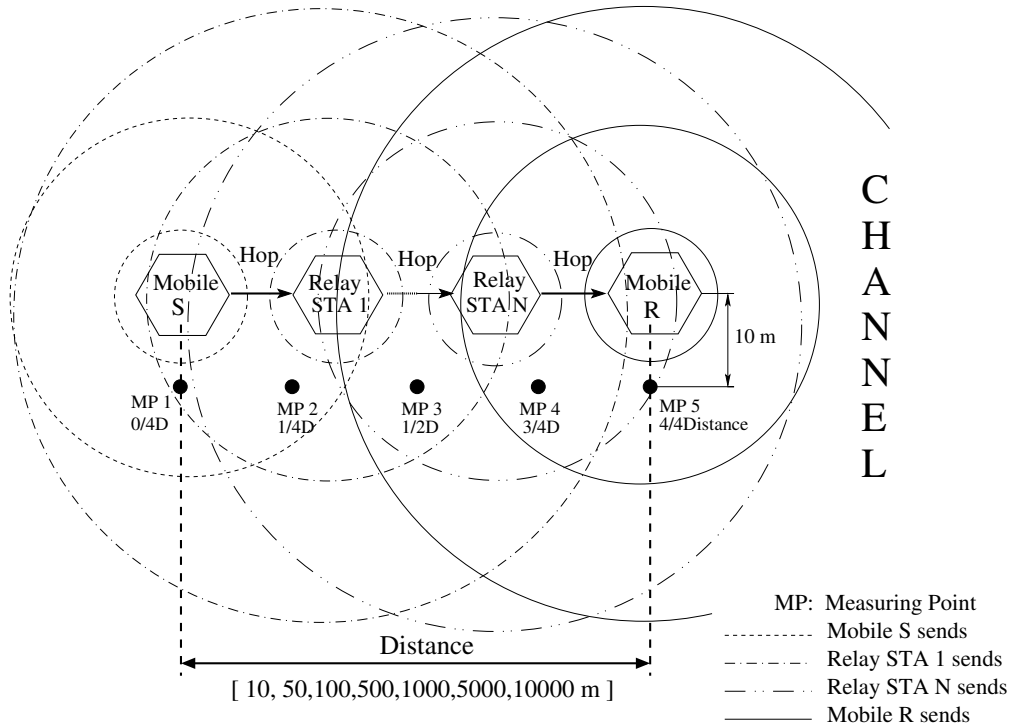 Hop
Hop
Hop
Mobile
S
Relay
STA 1
Relay
STA N
Mobile
R
10 m
MP 1
0/4D
MP 2
1/4D
MP 3
1/2D
MP 4
3/4D
MP 5
4/4Distance
C
H
A
N
N
E
L
Distance
[ 10, 50,100,500,1000,5000,10000 m ]
MP: Measuring Point
Mobile S sends
Relay STA 1 sends
Relay STA N sends
Mobile R sends